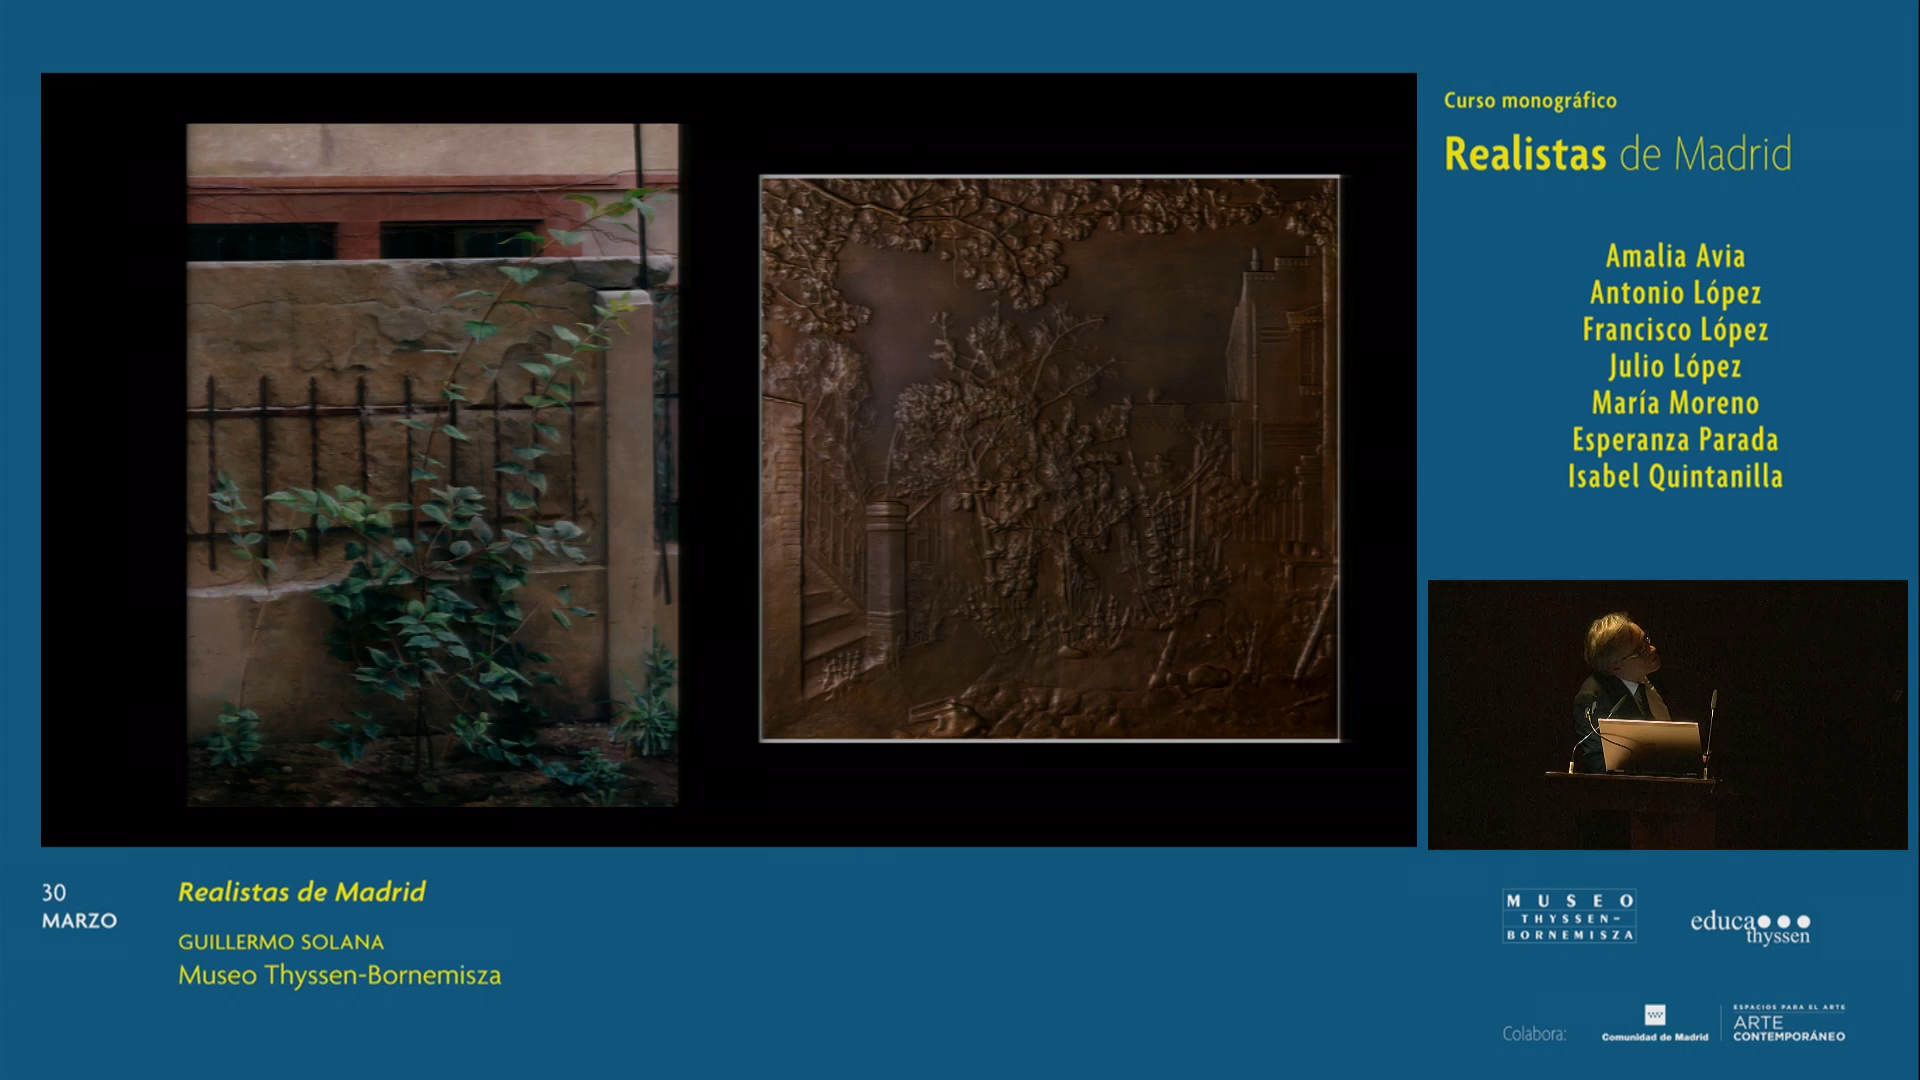 Curso monográfico
Realistas de Madrid
Amalia Avia
Antonio López
Francisco López
Julio López
María Moreno
Esperanza Parada
Isabel Quintanilla
30
MARZO
Realistas de Madrid
GUILLERMO SOLANA
Museo Thyssen-Bornemisza
MUSEO
THYSSEN-
BORNEMISZA
educa
thyssen
Colabora:
Comunidad de Madrid
ESPACIOS PARA EL ARTE
ARTE
CONTEMPORÁNEO